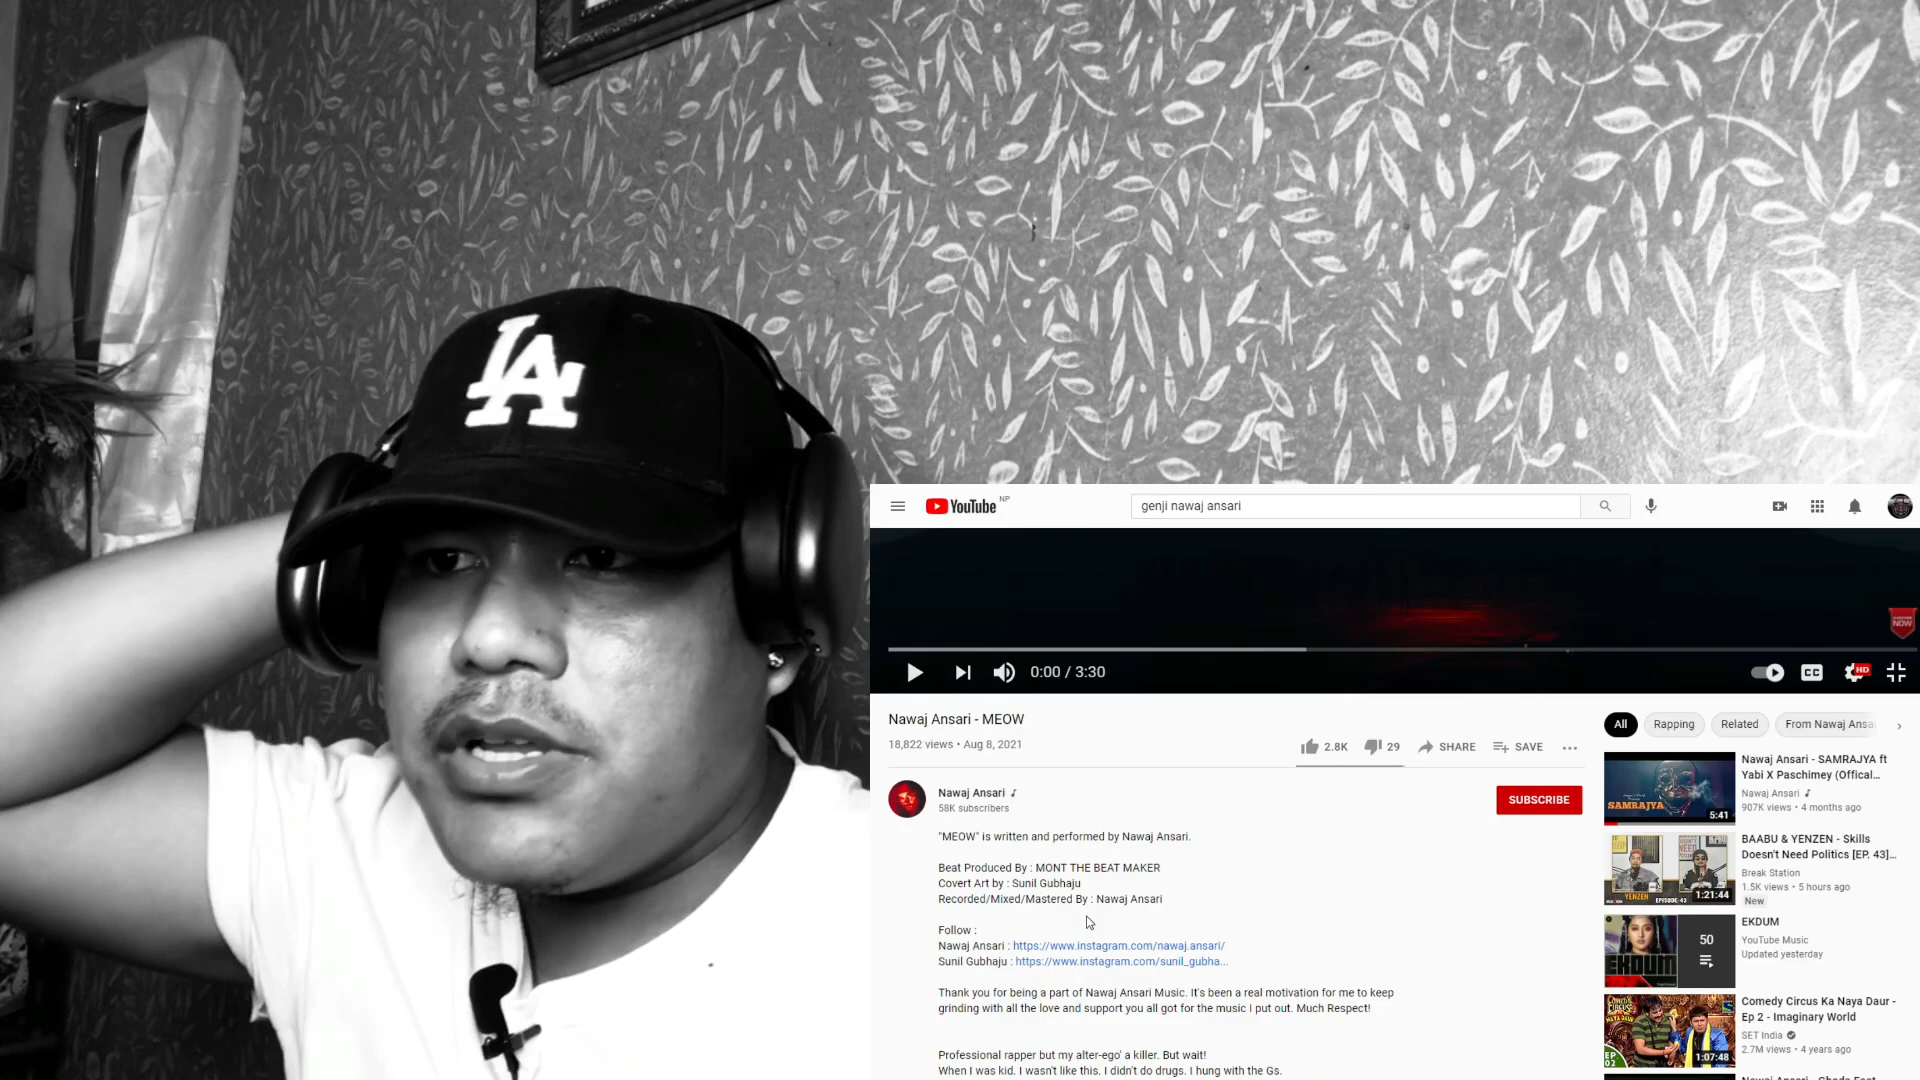 LA
YouTube NP
genji nawaj ansari
NOW
0:00 / 3:30
CC
HD
Nawaj Ansari - MEOW
18,822 views • Aug 8, 2021
2.8K
29
SHARE
SAVE
Nawaj Ansari
58K subscribers
SUBSCRIBE
"MEOW" is written and performed by Nawaj Ansari.
Beat Produced By : MONT THE BEAT MAKER
Covert Art by : Sunil Gubhaju
Recorded/Mixed/Mastered By : Nawaj Ansari
Follow :
Nawaj Ansari : https://www.instagram.com/nawaj.ansari/
Sunil Gubhaju : https://www.instagram.com/sunil_gubha...
Thank you for being a part of Nawaj Ansari Music. It's been a real motivation for me to keep
grinding with all the love and support you all got for the music I put out. Much Respect!
Professional rapper but my alter-ego' a killer. But wait!
When I was kid. I wasn't like this. I didn't do drugs. I hung with the Gs.
All
Rapping
Related
From Nawaj Ansa
SAMRAJYA
5:41
Nawaj Ansari - SAMRAJYA ft
Yabi X Paschimey (Offical...
Nawaj Ansari
907K views • 4 months ago
YENZEN
EPISODE-43
1:21:44
BAABU & YENZEN - Skills
Doesn't Need Politics [EP. 43]...
Break Station
1.5K views • 5 hours ago
New
EKDUM
50
EKDUM
YouTube Music
Updated yesterday
EP
02
1:07:48
Comedy Circus Ka Naya Daur -
Ep 2 - Imaginary World
SET India
2.7M views • 4 years ago